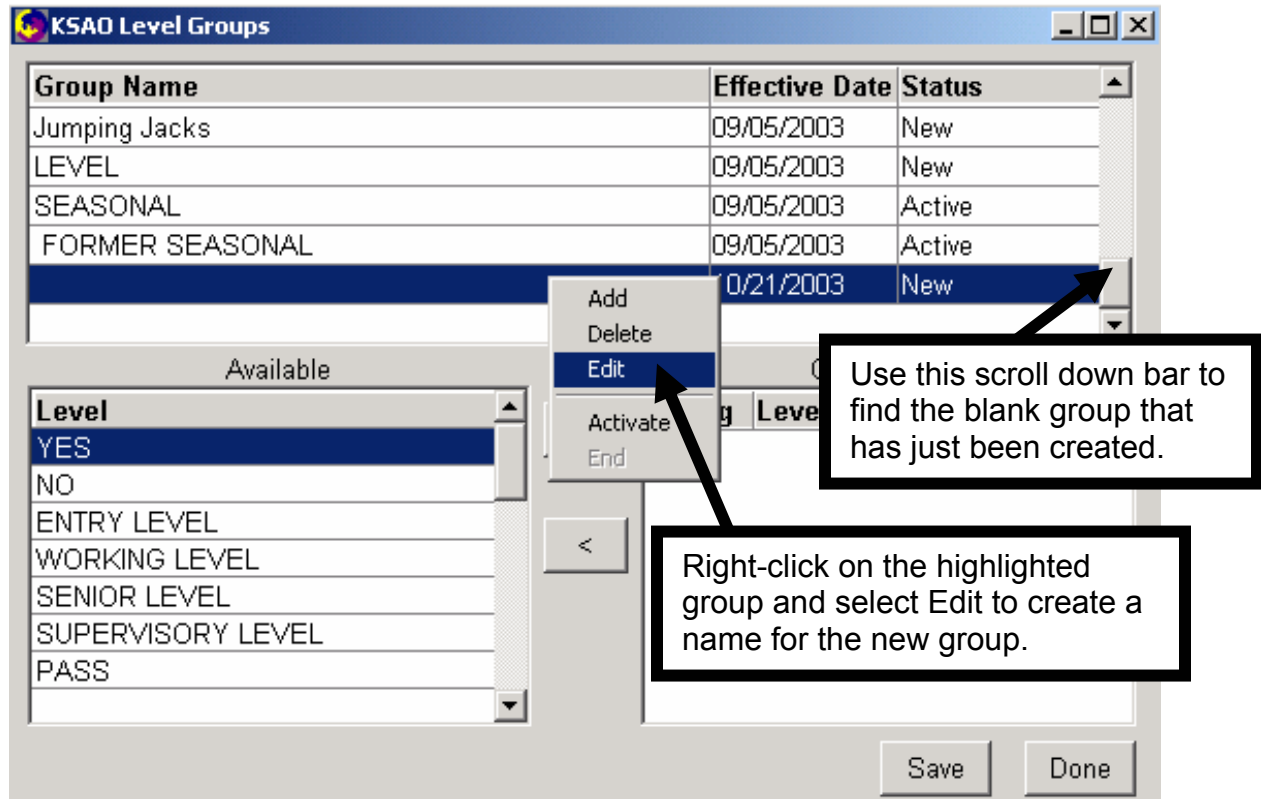 KSAO Level Groups
Group Name Effective Date Status
Jumping Jacks 09/05/2003 New
LEVEL 09/05/2003 New
SEASONAL 09/05/2003 Active
FORMER SEASONAL 09/05/2003 Active
0/21/2003 New
Add
Delete
Edit
Activate
End
Available
Level
YES
NO
ENTRY LEVEL
WORKING LEVEL
SENIOR LEVEL
SUPERVISORY LEVEL
PASS
<
Use this scroll down bar to
find the blank group that
has just been created.
Right-click on the highlighted
group and select Edit to create a
name for the new group.
Save Done